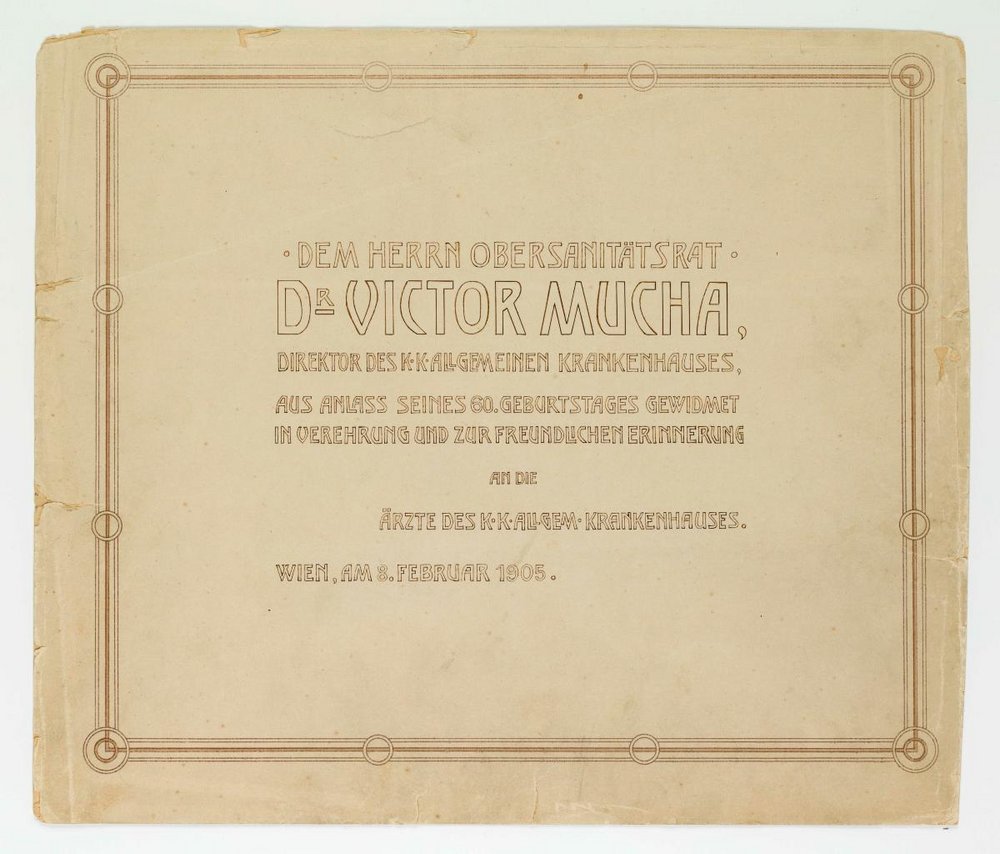 · DEM HERRN OBERSANITÄTSRAT ·
DR VICTOR MUCHA,
DIREKTOR DES K·K·ALLGEMEINEN KRANKENHAUSES,
AUS ANLASS SEINES 60. GEBURTSTAGES GEWIDMET
IN VEREHRUNG UND ZUR FREUNDLICHEN ERINNERUNG
AN DIE
ÄRZTE DES K·K·ALLGEM· KRANKENHAUSES.
WIEN, AM 8. FEBRUAR 1905.